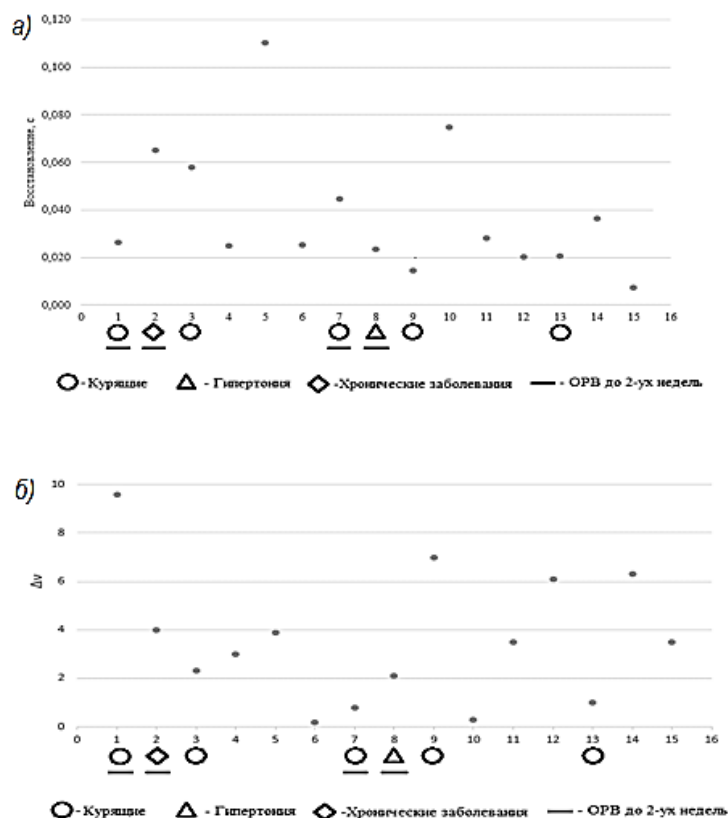 а)
0,120
0,100
0,080
0,060
0,040
0,020
0,000
Восстановление, с
0 1 2 3 4 5 6 7 8 9 10 11 12 13 14 15 16
- Курящие - Гипертония -Хронические заболевания - ОРВ до 2-ух недель
б)
10
8
6
4
2
0
Δν
0 1 2 3 4 5 6 7 8 9 10 11 12 13 14 15 16
- Курящие - Гипертония -Хронические заболевания - ОРВ до 2-ух недель